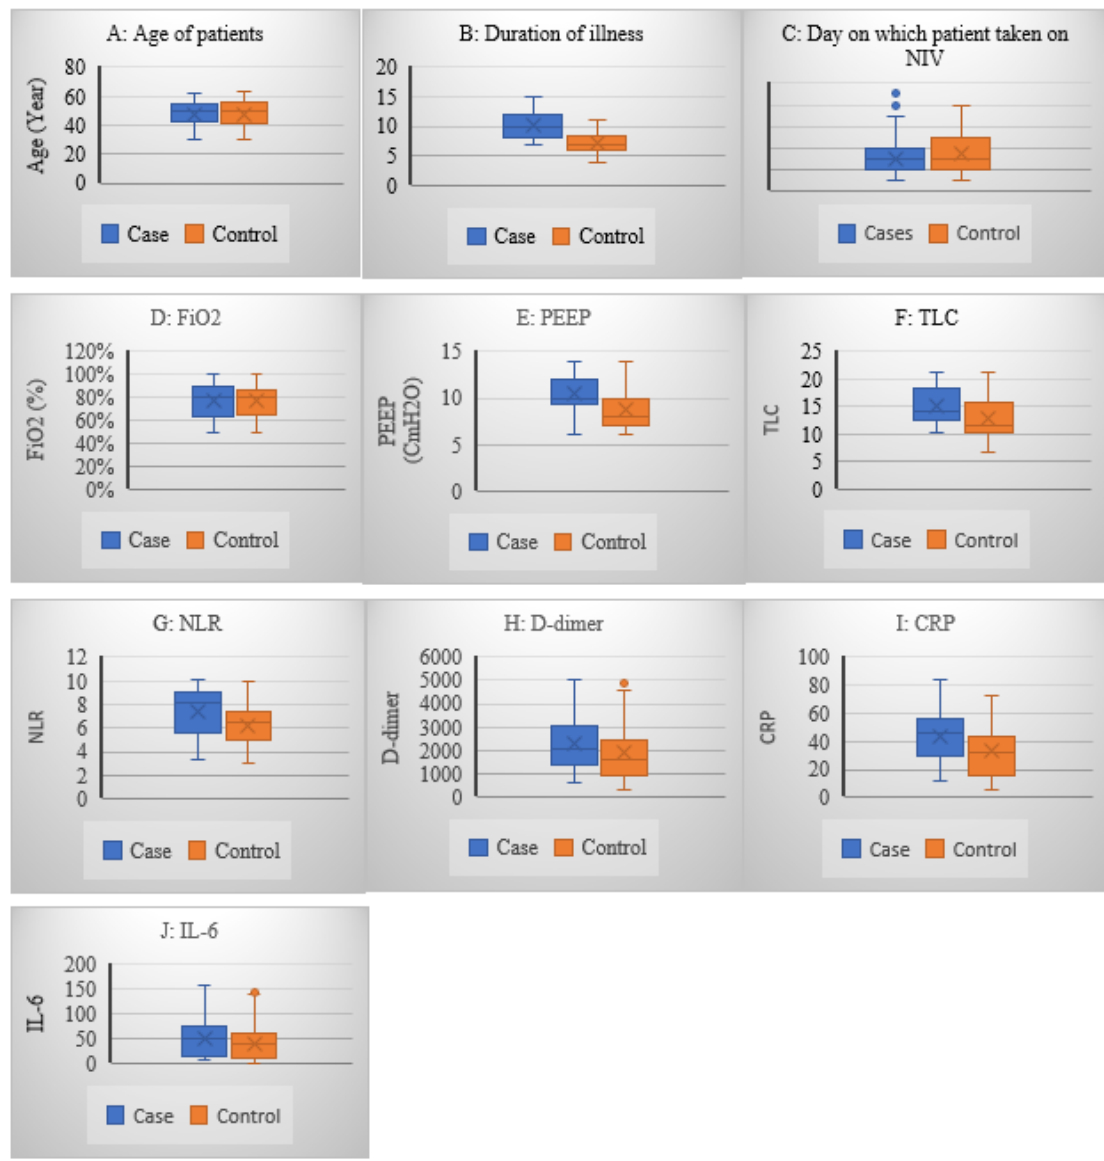 A: Age of patients
80
60
40
20
0
Age (Year)
Case Control
B: Duration of illness
20
15
10
5
0
Case Control
C: Day on which patient taken on
NIV
Cases Control
D: FiO2
120%
100%
80%
60%
40%
20%
0%
FiO2 (%)
Case Control
E: PEEP
15
10
5
0
PEEP
(CmH2O)
Case Control
F: TLC
25
20
15
10
5
0
TLC
Case Control
G: NLR
12
10
8
6
4
2
0
NLR
Case Control
H: D-dimer
6000
5000
4000
3000
2000
1000
0
D-dimer
Case Control
I: CRP
100
80
60
40
20
0
CRP
Case Control
J: IL-6
200
150
100
50
0
IL-6
Case Control